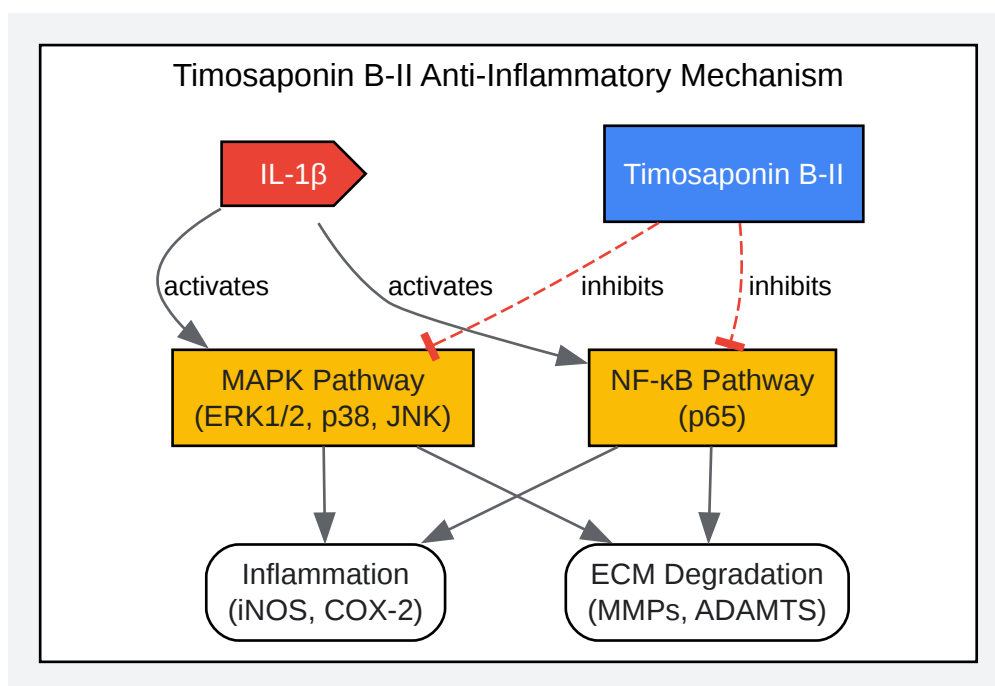 Timosaponin B-II Anti-Inflammatory Mechanism
IL-1β
Timosaponin B-II
activates
activates
inhibits
inhibits
MAPK Pathway
(ERK1/2, p38, JNK)
NF-κB Pathway
(p65)
Inflammation
(iNOS, COX-2)
ECM Degradation
(MMPs, ADAMTS)